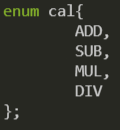 enum cal{
        ADD,
        SUB,
        MUL,
        DIV
};